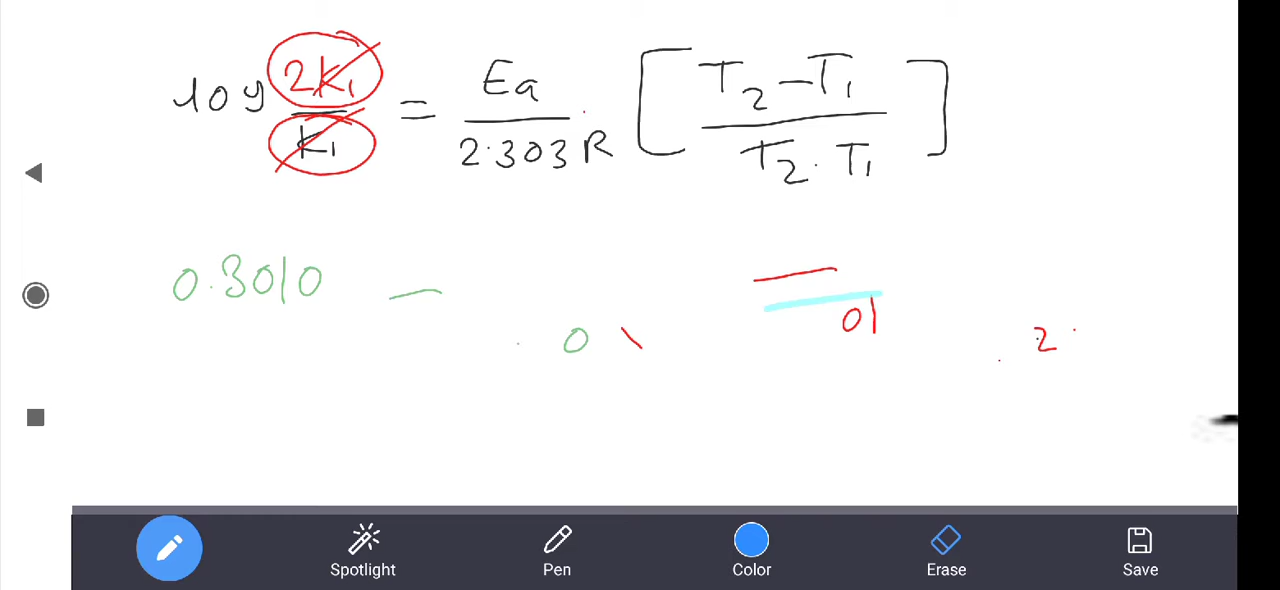 log 2K₁/K₁ = Ea/2.303R [T₂-T₁/T₂.T₁]
0.3010 —
0 \ 01 2
Spotlight Pen Color Erase Save